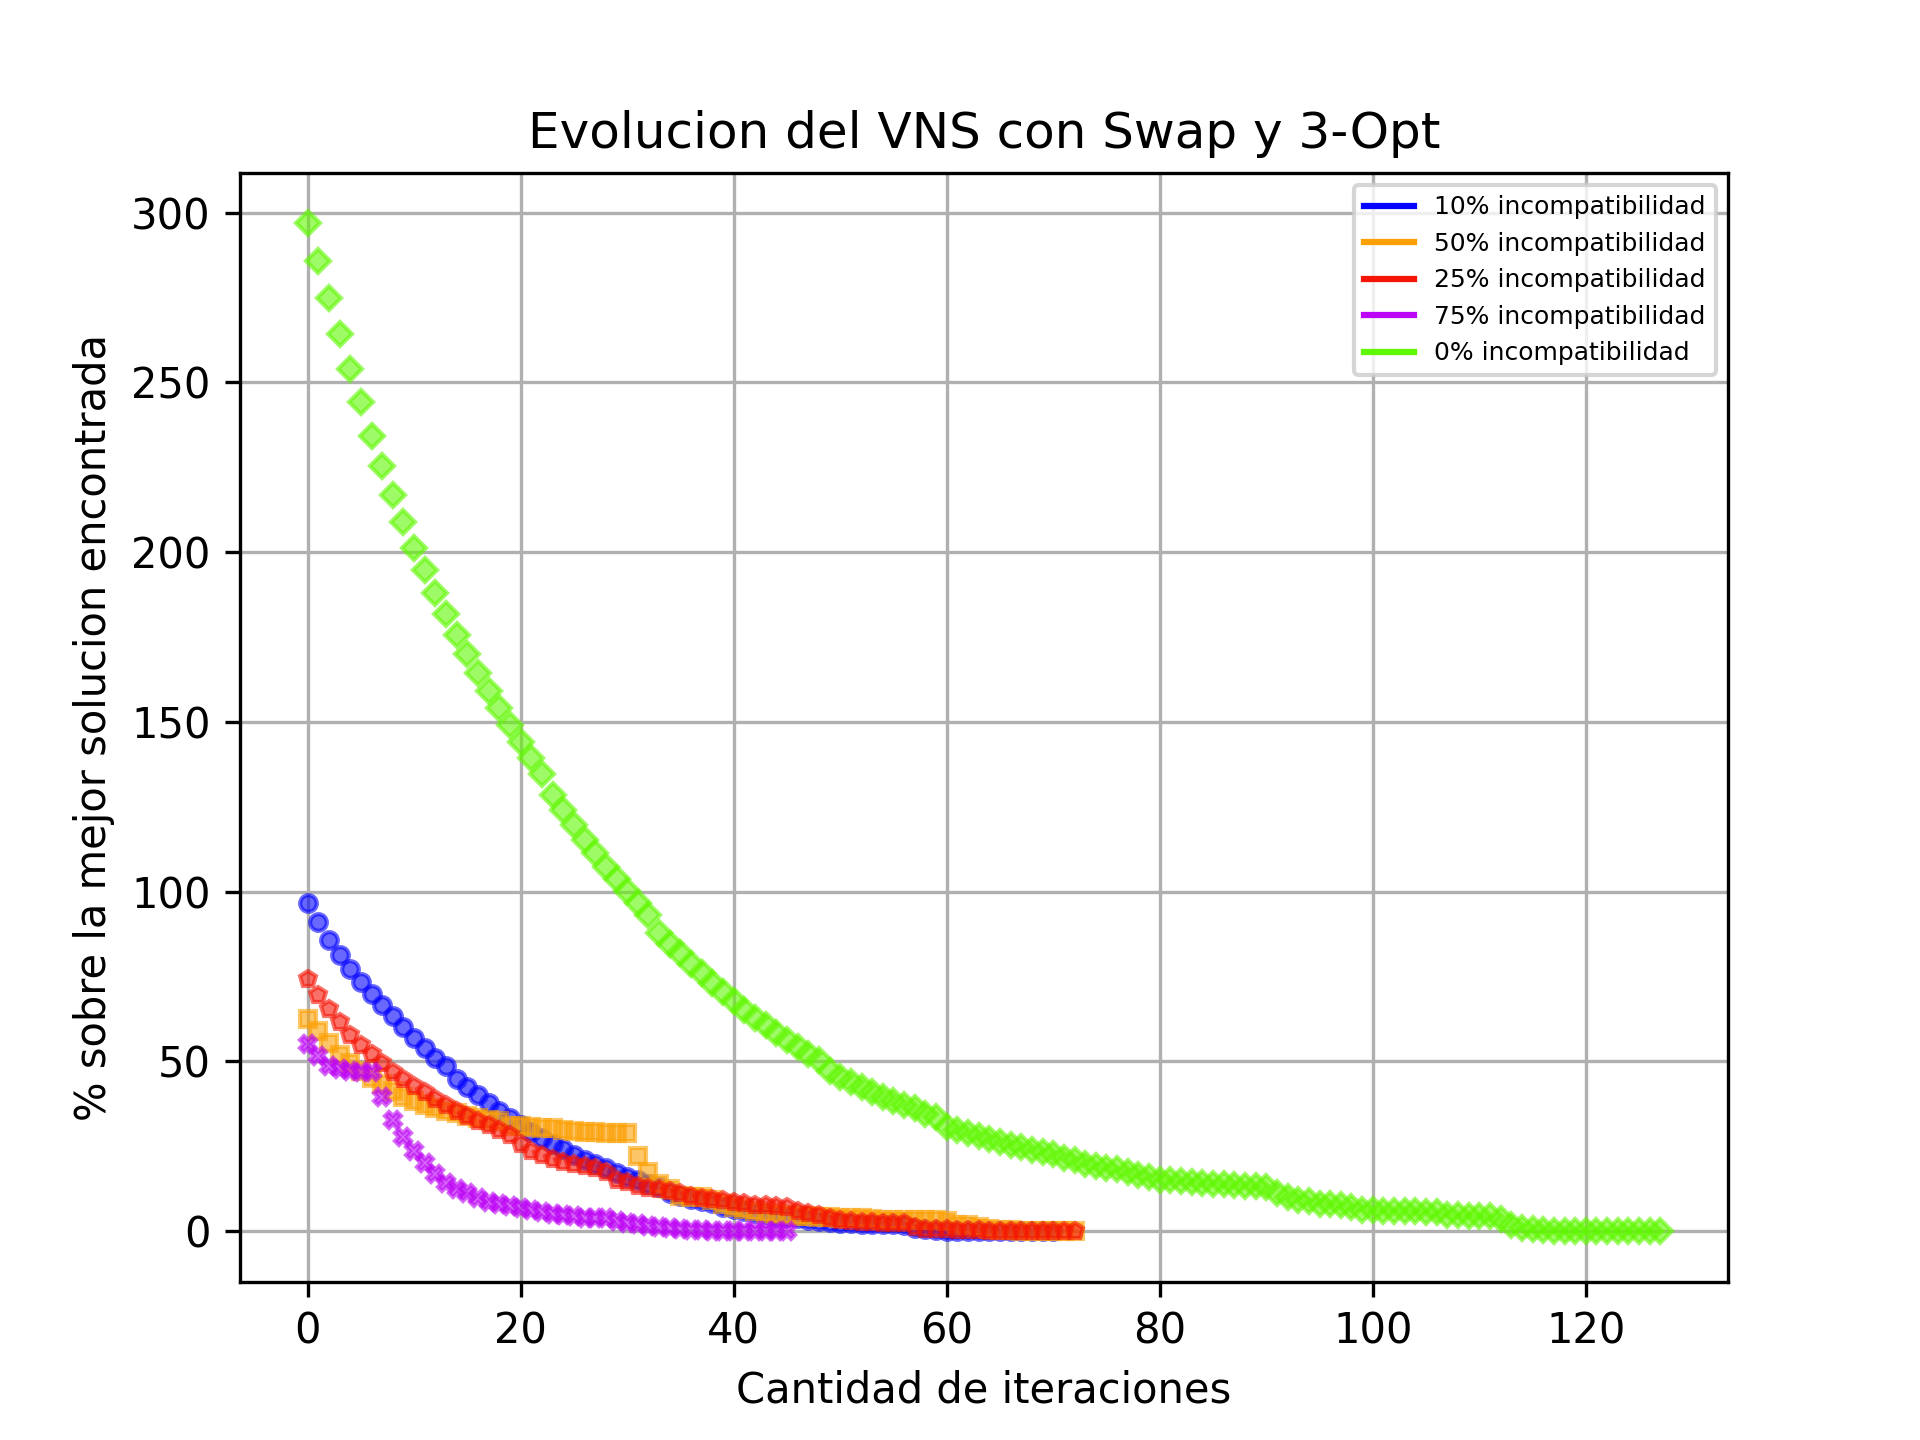 Evolucion del VNS con Swap y 3-Opt
% sobre la mejor solucion encontrada
300
250
200
150
100
50
0
10% incompatibilidad
50% incompatibilidad
25% incompatibilidad
75% incompatibilidad
0% incompatibilidad
0 20 40 60 80 100 120
Cantidad de iteraciones